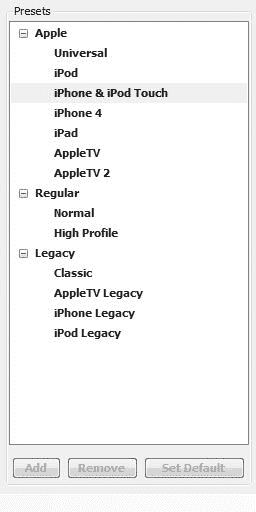 Presets
Apple
Universal
iPod
iPhone & iPod Touch
iPhone 4
iPad
AppleTV
AppleTV 2
Regular
Normal
High Profile
Legacy
Classic
AppleTV Legacy
iPhone Legacy
iPod Legacy
Add Remove Set Default